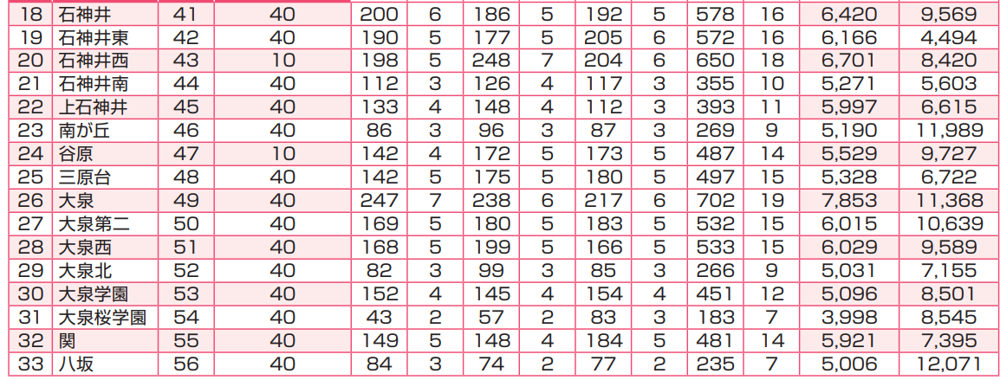 18 石神井 41 40 200 6 186 5 192 5 578 16 6,420 9,569
19 石神井東 42 40 190 5 177 5 205 6 572 16 6,166 4,494
20 石神井西 43 10 198 5 248 7 204 6 650 18 6,701 8,420
21 石神井南 44 40 112 3 126 4 117 3 355 10 5,271 5,603
22 上石神井 45 40 133 4 148 4 112 3 393 11 5,997 6,615
23 南が丘 46 40 86 3 96 3 87 3 269 9 5,190 11,989
24 谷原 47 10 142 4 172 5 173 5 487 14 5,529 9,727
25 三原台 48 40 142 5 175 5 180 5 497 15 5,328 6,722
26 大泉 49 40 247 7 238 6 217 6 702 19 7,853 11,368
27 大泉第二 50 40 169 5 180 5 183 5 532 15 6,015 10,639
28 大泉西 51 40 168 5 199 5 166 5 533 15 6,029 9,589
29 大泉北 52 40 82 3 99 3 85 3 266 9 5,031 7,155
30 大泉学園 53 40 152 4 145 4 154 4 451 12 5,096 8,501
31 大泉桜学園 54 40 43 2 57 2 83 3 183 7 3,998 8,545
32 関 55 40 149 5 148 4 184 5 481 14 5,921 7,395
33 八坂 56 40 84 3 74 2 77 2 235 7 5,006 12,071